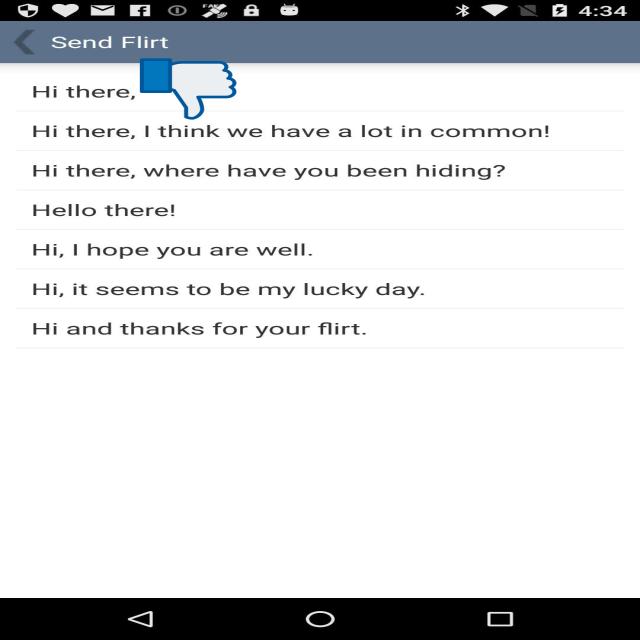 4:34
Send Flirt
Hi there,
Hi there, I think we have a lot in common!
Hi there, where have you been hiding?
Hello there!
Hi, I hope you are well.
Hi, it seems to be my lucky day.
Hi and thanks for your flirt.